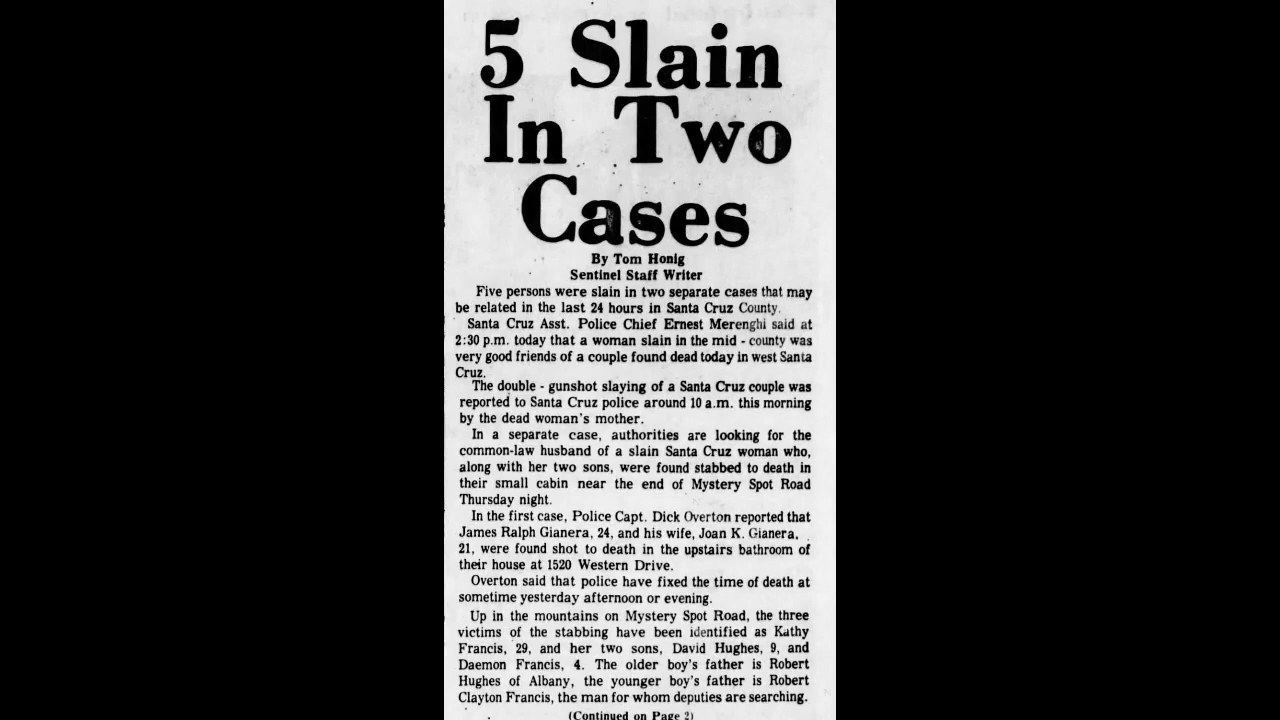 5 Slain
In Two
Cases
By Tom Honig
Sentinel Staff Writer
Five persons were slain in two separate cases that may
be related in the last 24 hours in Santa Cruz County.
Santa Cruz Asst. Police Chief Ernest Merenghi said at
2:30 p.m. today that a woman slain in the mid - county was
very good friends of a couple found dead today in west Santa
Cruz.
The double - gunshot slaying of a Santa Cruz couple was
reported to Santa Cruz police around 10 a.m. this morning
by the dead woman's mother.
In a separate case, authorities are looking for the
common-law husband of a slain Santa Cruz woman who,
along with her two sons, were found stabbed to death in
their small cabin near the end of Mystery Spot Road
Thursday night.
In the first case, Police Capt. Dick Overton reported that
James Ralph Gianera, 24, and his wife, Joan K. Gianera,
21, were found shot to death in the upstairs bathroom of
their house at 1520 Western Drive.
Overton said that police have fixed the time of death at
sometime yesterday afternoon or evening.
Up in the mountains on Mystery Spot Road, the three
victims of the stabbing have been identified as Kathy
Francis, 29, and her two sons, David Hughes, 9, and
Daemon Francis, 4. The older boy's father is Robert
Hughes of Albany, the younger boy's father is Robert
Clayton Francis, the man for whom deputies are searching.
(Continued on Page 2)